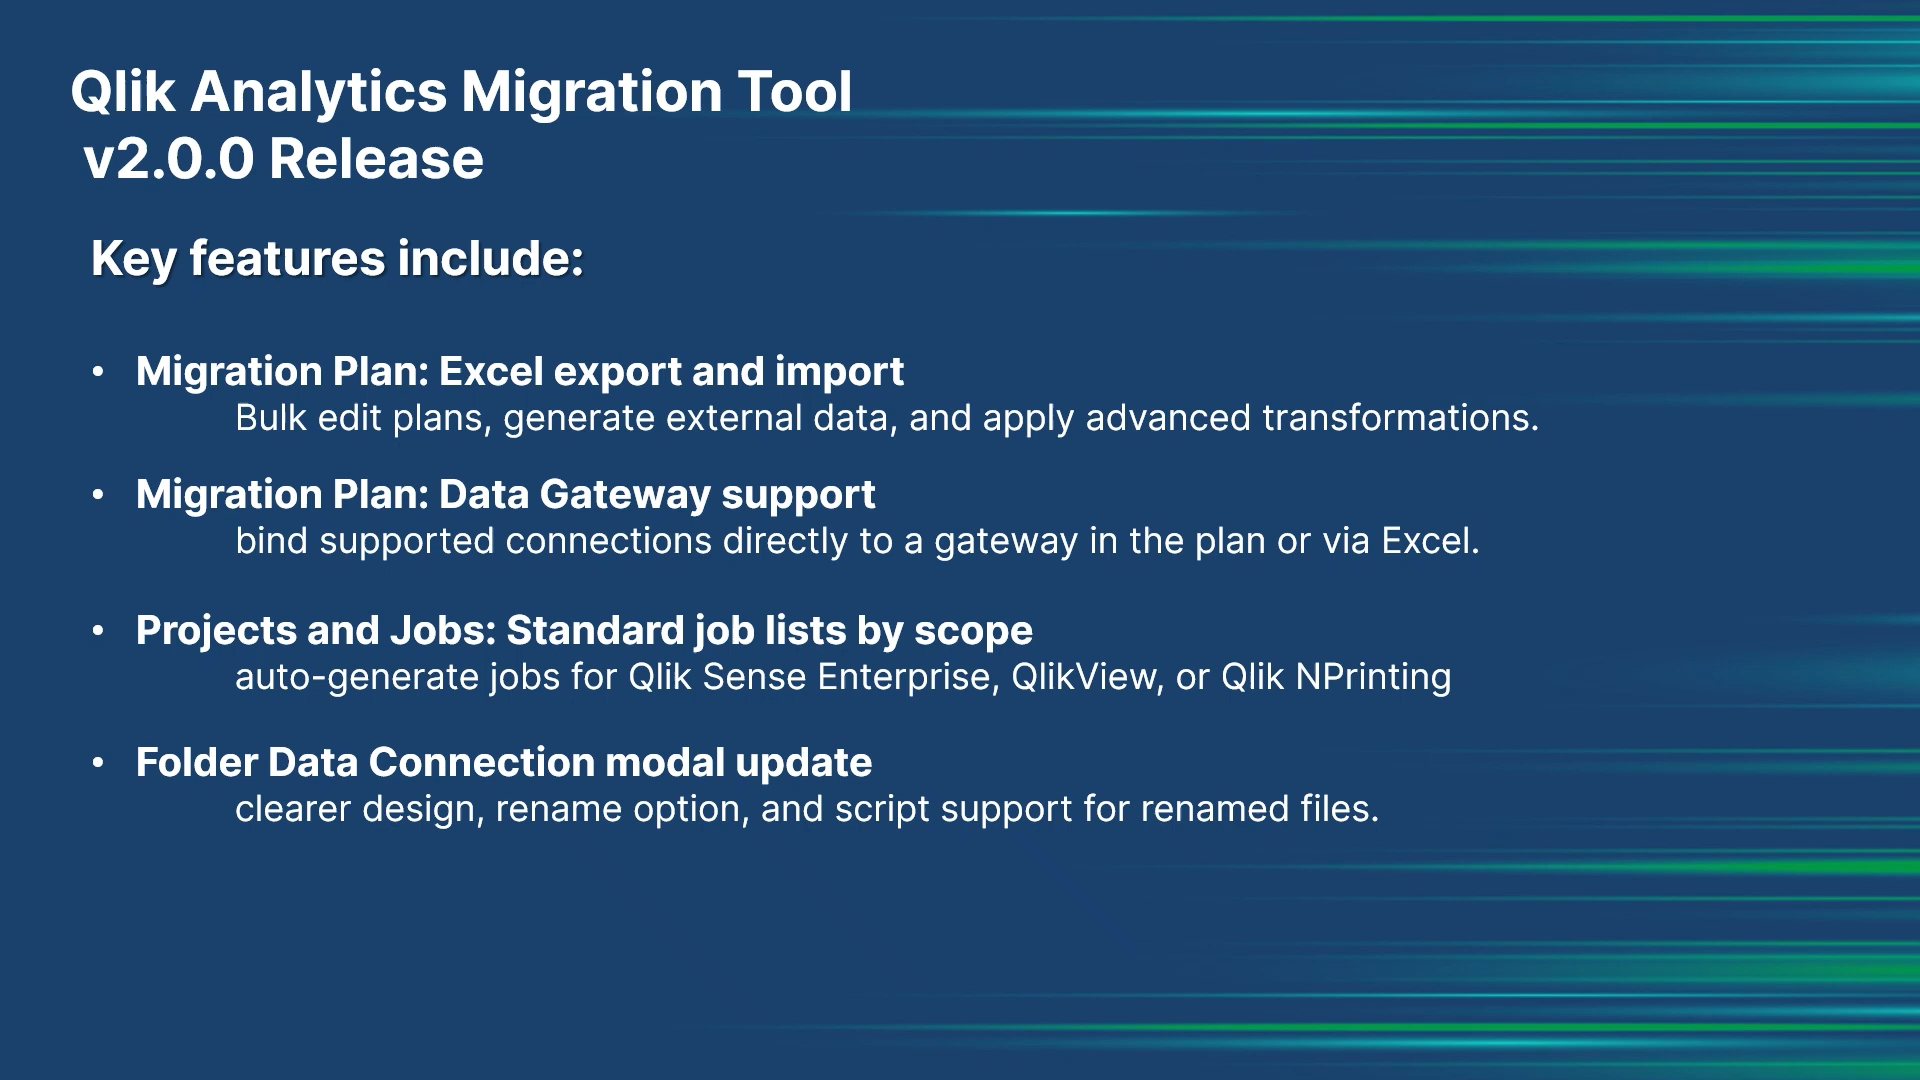 Qlik Analytics Migration Tool
v2.0.0 Release
Key features include:
• Migration Plan: Excel export and import
Bulk edit plans, generate external data, and apply advanced transformations.
• Migration Plan: Data Gateway support
bind supported connections directly to a gateway in the plan or via Excel.
• Projects and Jobs: Standard job lists by scope
auto-generate jobs for Qlik Sense Enterprise, QlikView, or Qlik NPrinting
• Folder Data Connection modal update
clearer design, rename option, and script support for renamed files.